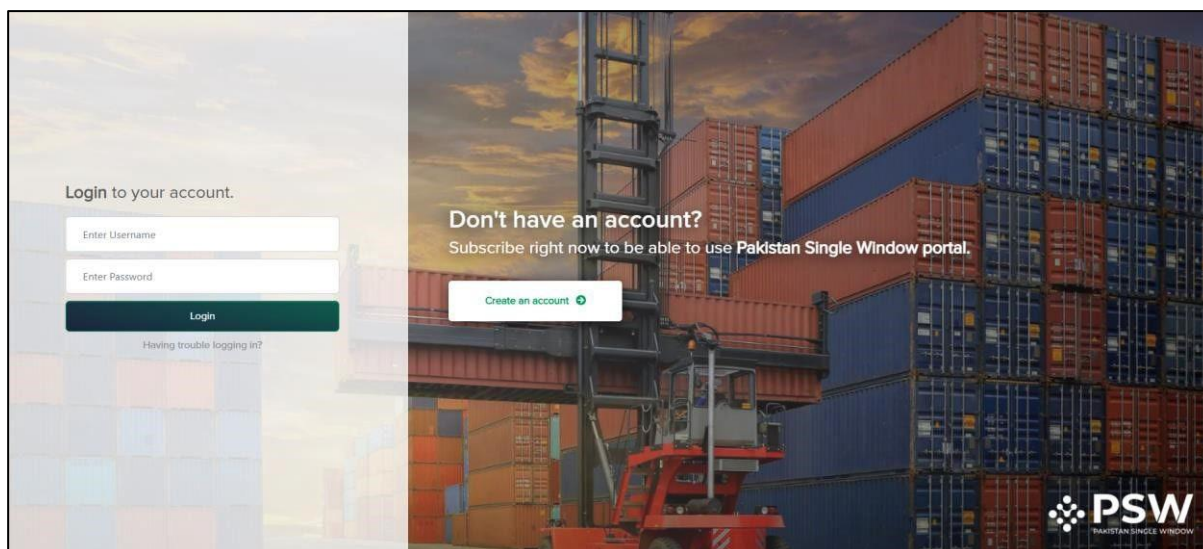 Login to your account.
Enter Username
Enter Password
Login
Having trouble logging in?
Don't have an account?
Subscribe right now to be able to use Pakistan Single Window portal.
Create an account
PSW
PAKISTAN SINGLE WINDOW